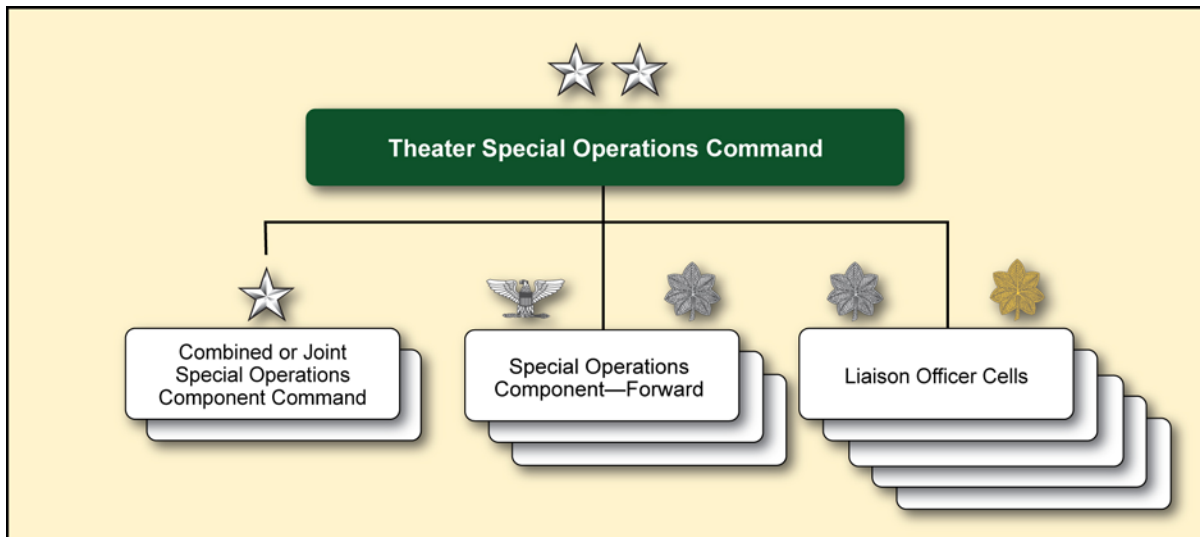 Theater Special Operations Command
Combined or Joint
Special Operations
Component Command
Special Operations
Component—Forward
Liaison Officer Cells